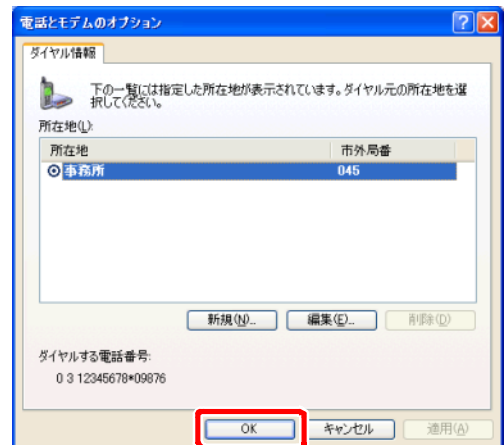 電話とモデムのオプション
ダイヤル情報
下の一覧には指定した所在地が表示されています。ダイヤル元の所在地を選
択してください。
所在地(L):
所在地 市外局番
事務所 045
新規(N)... 編集(E)... 削除(D)
ダイヤルする電話番号:
0 3 12345678*09876
OK キャンセル 適用(A)